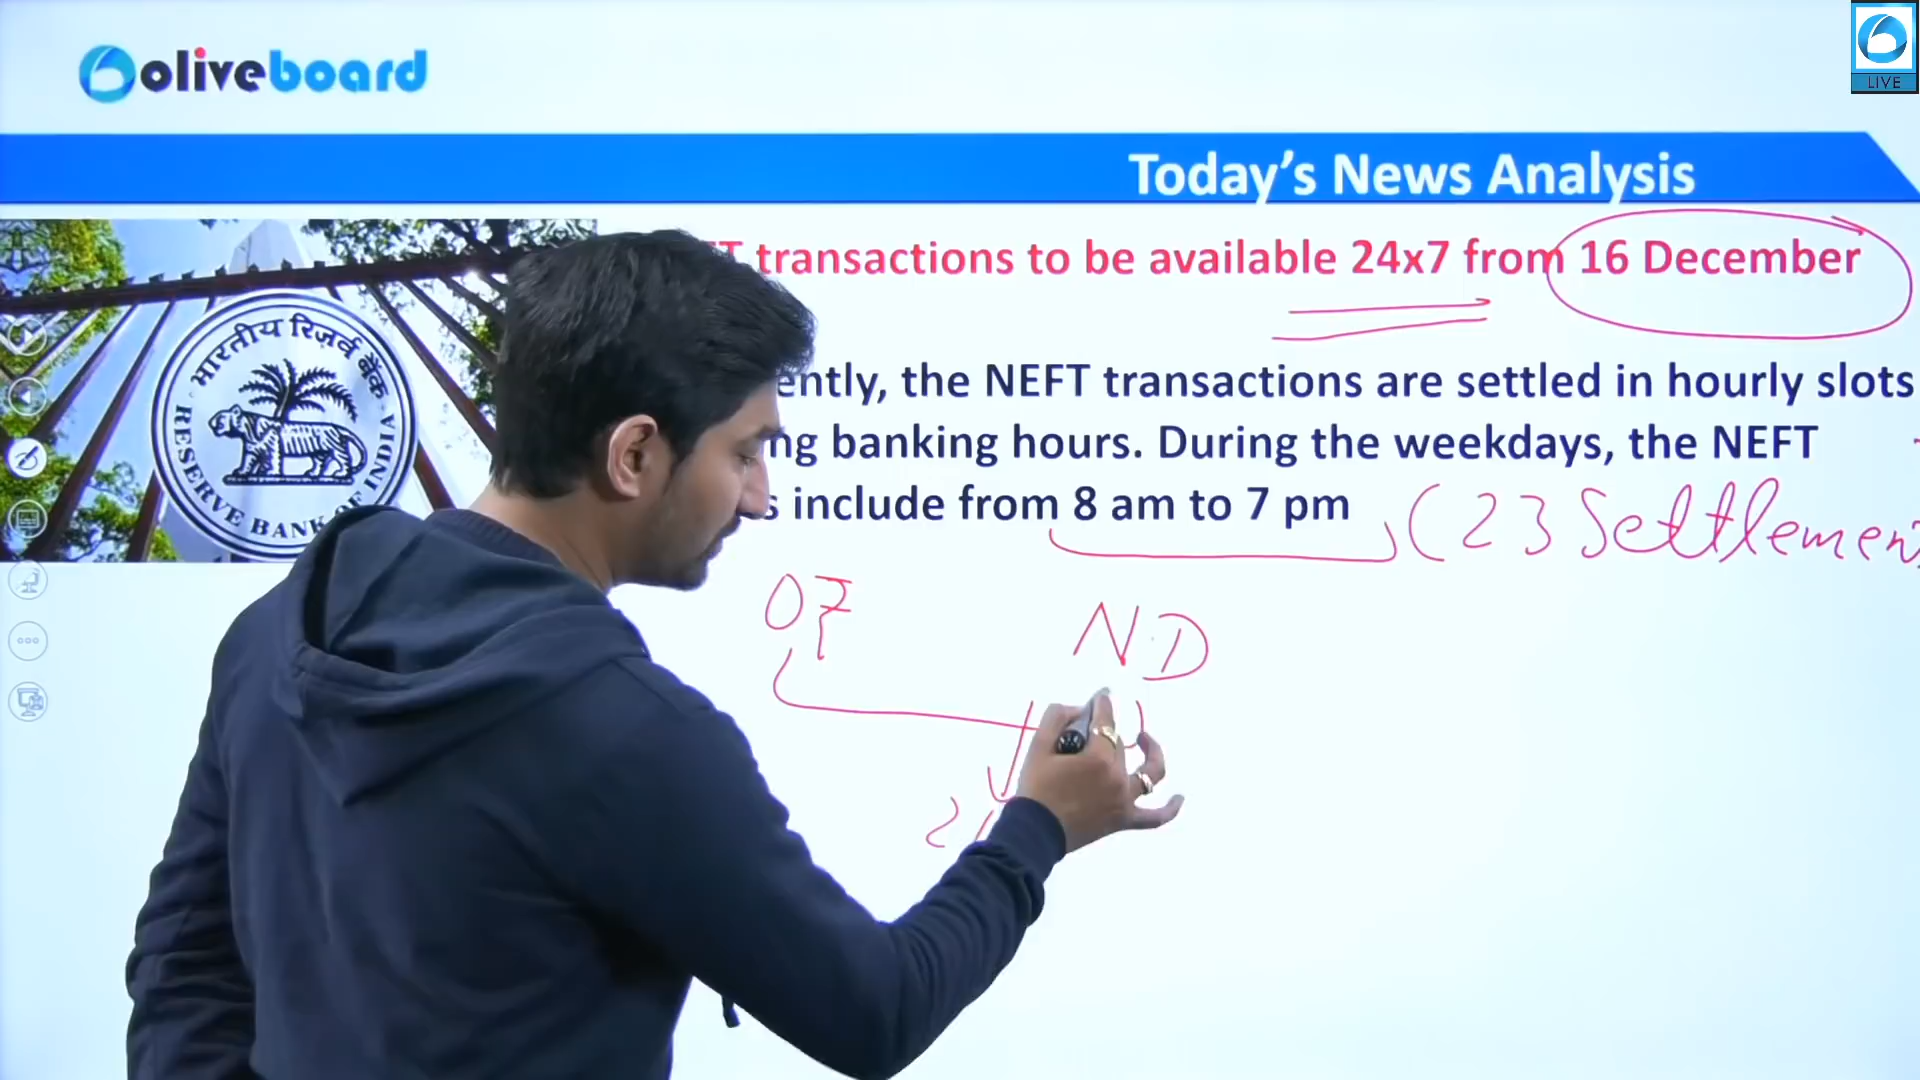 oliveboard
LIVE
Today's News Analysis
transactions to be available 24x7 from 16 December
भारतीय रिज़र्व बैंक
RESERVE BANK OF INDIA
ently, the NEFT transactions are settled in hourly slots
ng banking hours. During the weekdays, the NEFT
s include from 8 am to 7 pm
(23 Settlemen
07
N.D